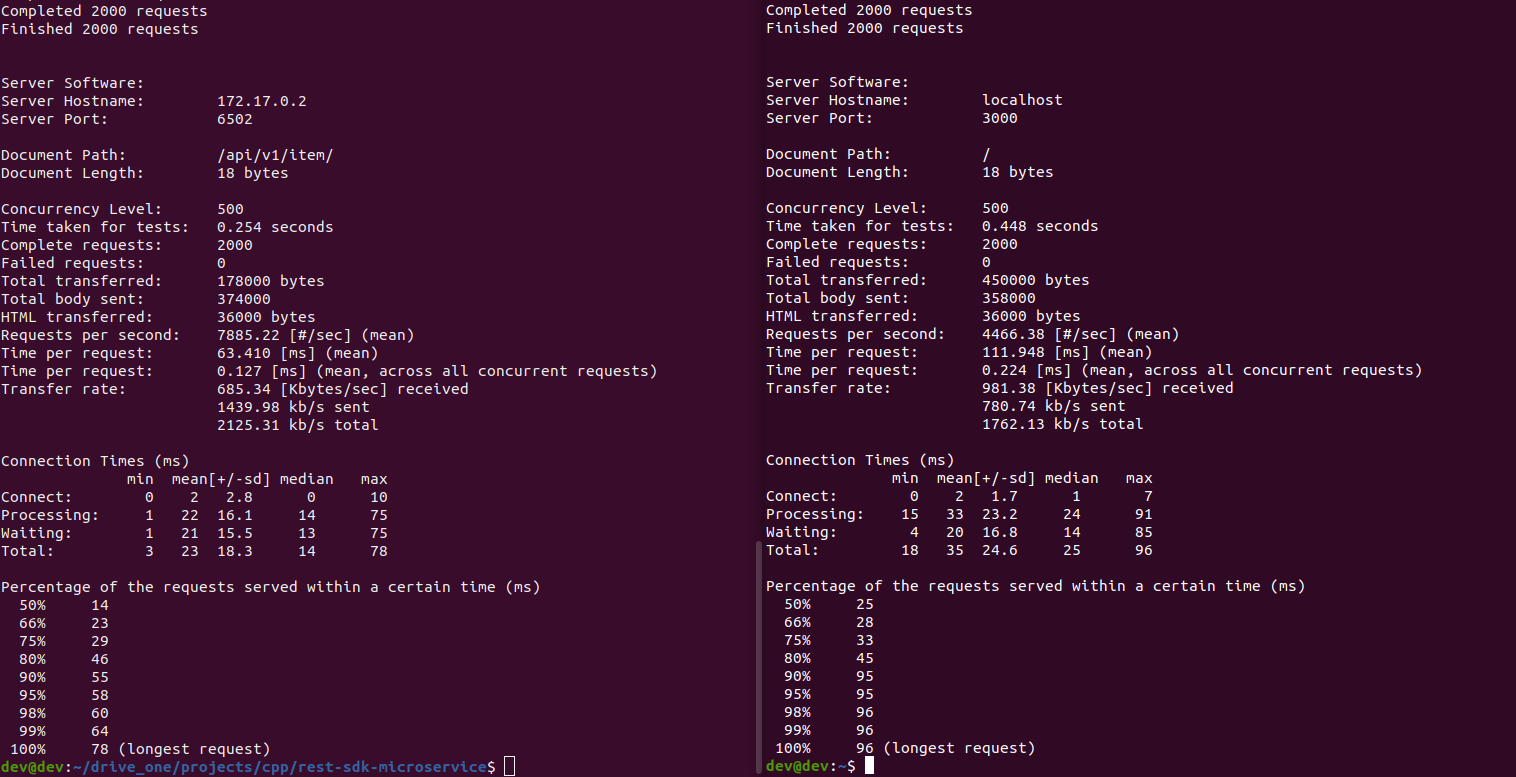 Completed 2000 requests
Finished 2000 requests
Server Software:
Server Hostname:        172.17.0.2
Server Port:            6502
Document Path:          /api/v1/item/
Document Length:        18 bytes
Concurrency Level:      500
Time taken for tests:   0.254 seconds
Complete requests:      2000
Failed requests:        0
Total transferred:      178000 bytes
Total body sent:        374000
HTML transferred:       36000 bytes
Requests per second:    7885.22 [#/sec] (mean)
Time per request:       63.410 [ms] (mean)
Time per request:       0.127 [ms] (mean, across all concurrent requests)
Transfer rate:          685.34 [Kbytes/sec] received
                        1439.98 kb/s sent
                        2125.31 kb/s total
Connection Times (ms)
              min  mean[+/-sd] median   max
Connect:        0    2   2.8      0      10
Processing:     1   22  16.1     14      75
Waiting:        1   21  15.5     13      75
Total:          3   23  18.3     14      78
Percentage of the requests served within a certain time (ms)
  50%     14
  66%     23
  75%     29
  80%     46
  90%     55
  95%     58
  98%     60
  99%     64
 100%     78 (longest request)
dev@dev:~/drive_one/projects/cpp/rest-sdk-microservice$
Completed 2000 requests
Finished 2000 requests
Server Software:
Server Hostname:        localhost
Server Port:            3000
Document Path:          /
Document Length:        18 bytes
Concurrency Level:      500
Time taken for tests:   0.448 seconds
Complete requests:      2000
Failed requests:        0
Total transferred:      450000 bytes
Total body sent:        358000
HTML transferred:       36000 bytes
Requests per second:    4466.38 [#/sec] (mean)
Time per request:       111.948 [ms] (mean)
Time per request:       0.224 [ms] (mean, across all concurrent requests)
Transfer rate:          981.38 [Kbytes/sec] received
                        780.74 kb/s sent
                        1762.13 kb/s total
Connection Times (ms)
              min  mean[+/-sd] median   max
Connect:        0    2   1.7      1       7
Processing:    15   33  23.2     24      91
Waiting:        4   20  16.8     14      85
Total:         18   35  24.6     25      96
Percentage of the requests served within a certain time (ms)
  50%     25
  66%     28
  75%     33
  80%     45
  90%     95
  95%     95
  98%     96
  99%     96
 100%     96 (longest request)
dev@dev:~$